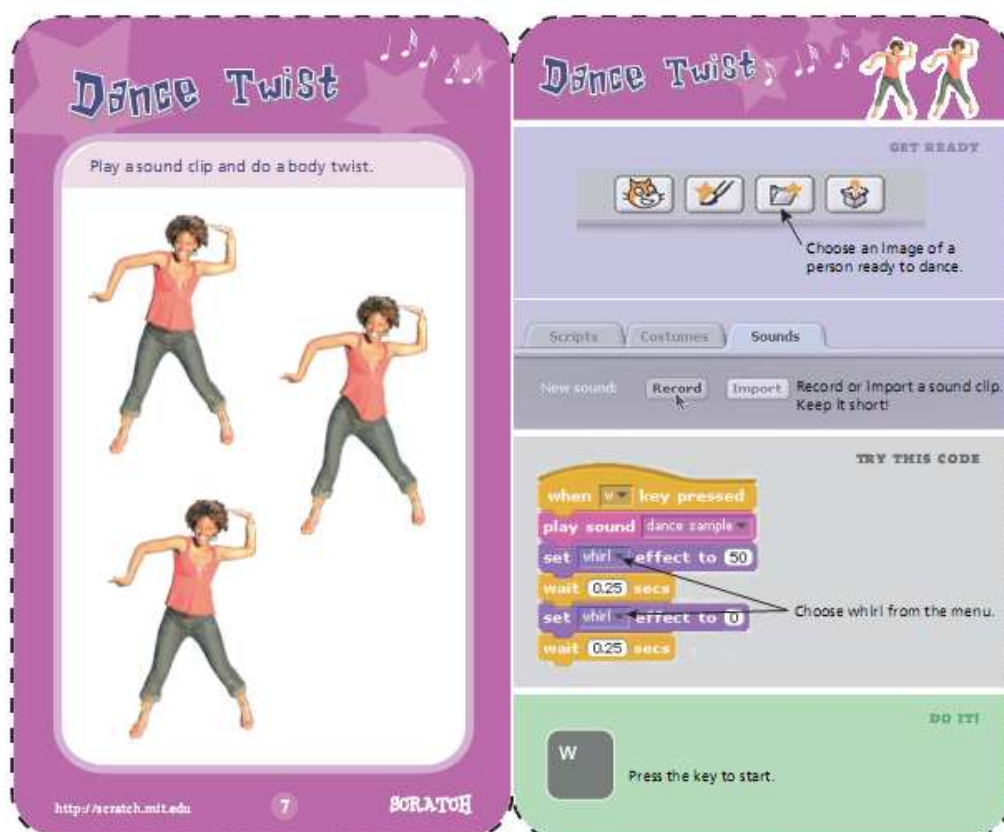 Dance Twist
Play a sound clip and do a body twist.
http://scratch.mit.edu
7
SCRATCH
Dance Twist
GET READY
Choose an image of a
person ready to dance.
Scripts Costumes Sounds
New sound: Record Import
Record or import a sound clip.
Keep it short!
TRY THIS CODE
when w key pressed
play sound dance sample
set whirl effect to 50
wait 0.25 secs
set whirl effect to 0
wait 0.25 secs
Choose whirl from the menu.
DO IT!
W
Press the key to start.